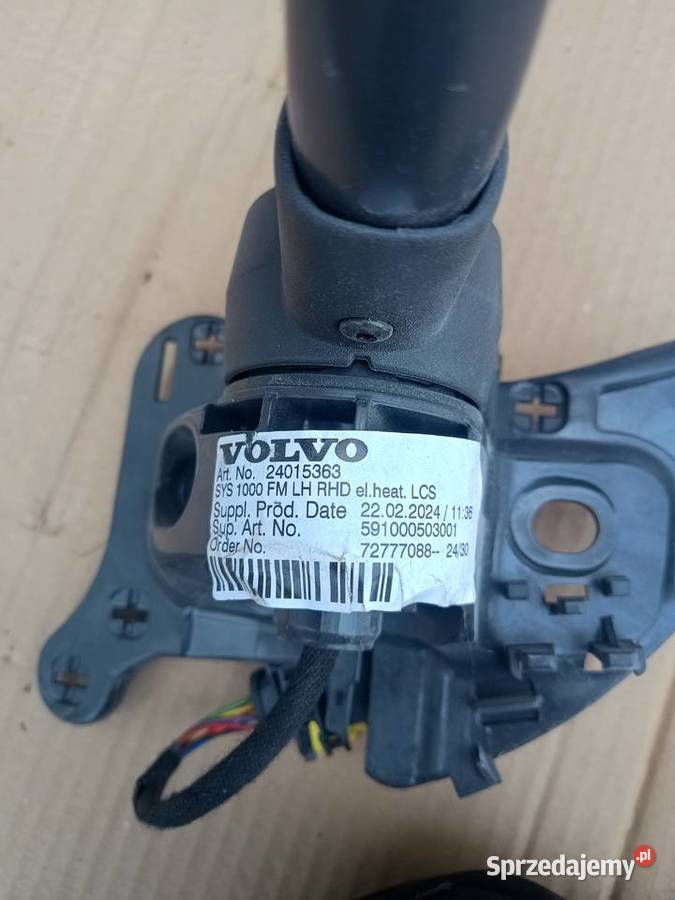 VOLVO
Art. No. 24015363
SYS 1000 FM LH RHD el.heat. LCS
Suppl. Prod. Date 22.02.2024 / 11:36
Sup. Art. No. 591000503001
Order No. 72777088-- 24/30
Sprzedajemy.pl